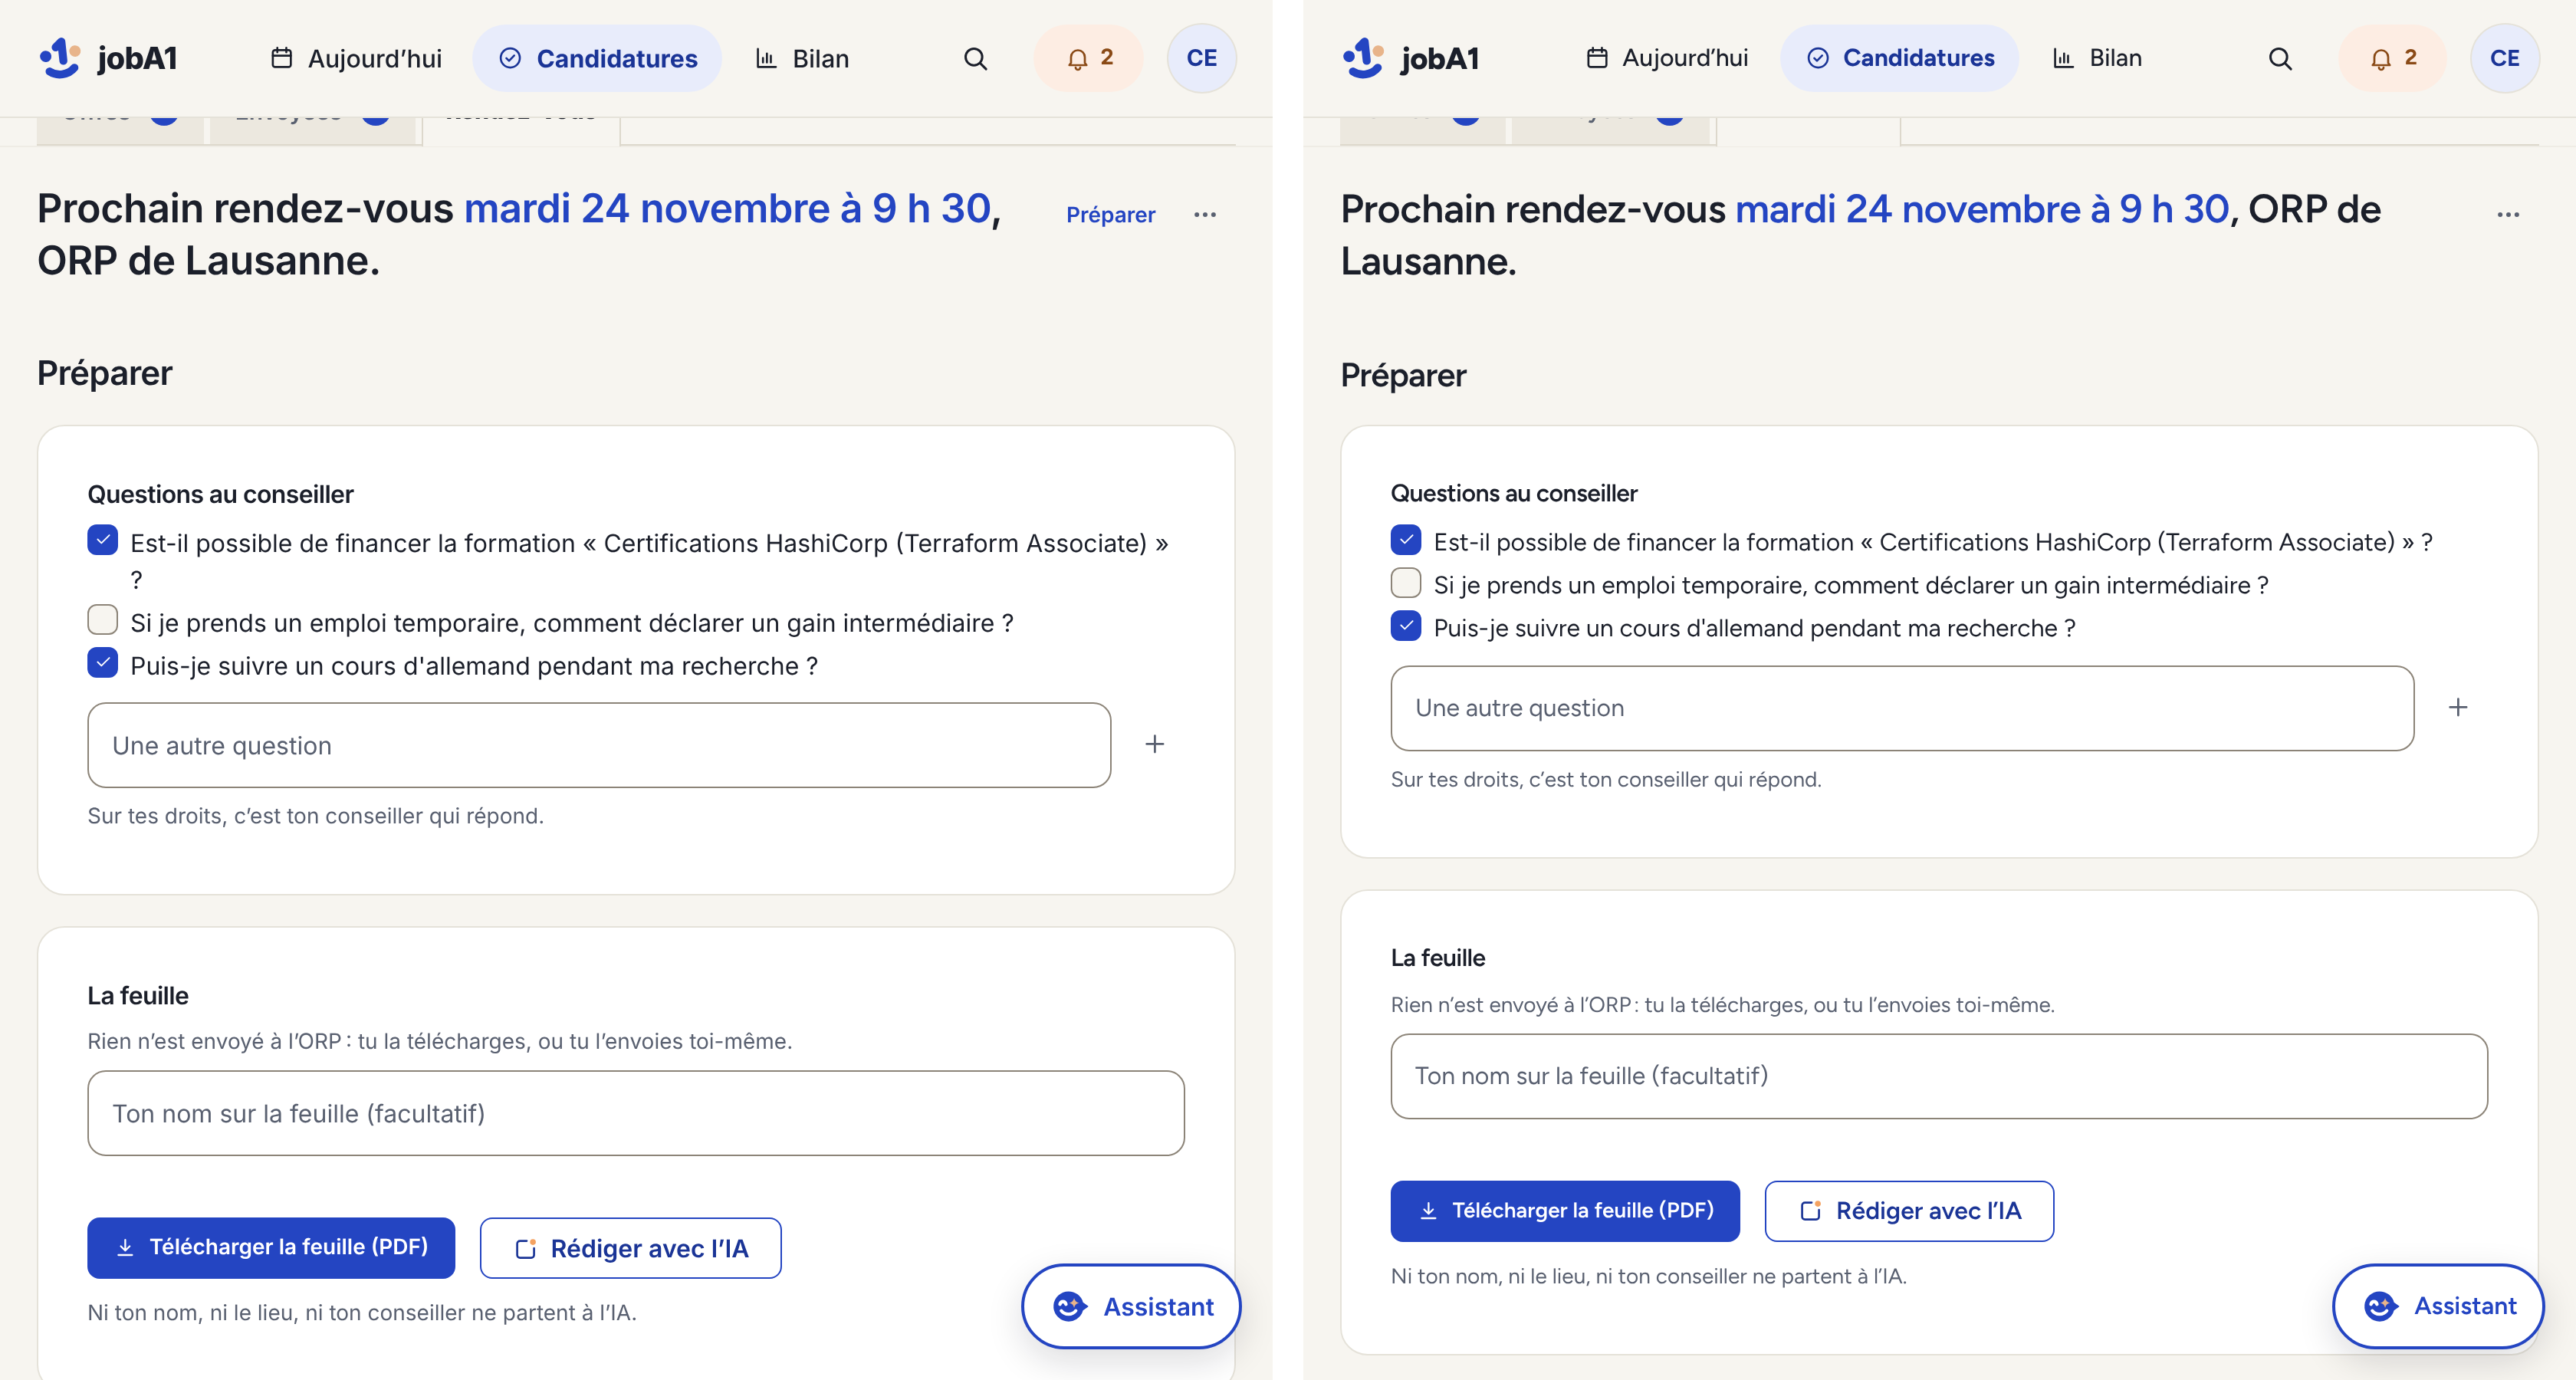 jobA1
Aujourd’hui
Candidatures
Bilan
2
CE
Prochain rendez-vous mardi 24 novembre à 9 h 30,
ORP de Lausanne.
Préparer
Préparer
Questions au conseiller
Est-il possible de financer la formation « Certifications HashiCorp (Terraform Associate) »
?
Si je prends un emploi temporaire, comment déclarer un gain intermédiaire ?
Puis-je suivre un cours d'allemand pendant ma recherche ?
Une autre question
Sur tes droits, c’est ton conseiller qui répond.
La feuille
Rien n’est envoyé à l’ORP : tu la télécharges, ou tu l’envoies toi-même.
Ton nom sur la feuille (facultatif)
Télécharger la feuille (PDF)
Rédiger avec l’IA
Ni ton nom, ni le lieu, ni ton conseiller ne partent à l’IA.
Assistant
jobA1
Aujourd’hui
Candidatures
Bilan
2
CE
Prochain rendez-vous mardi 24 novembre à 9 h 30, ORP de
Lausanne.
Préparer
Questions au conseiller
Est-il possible de financer la formation « Certifications HashiCorp (Terraform Associate) » ?
Si je prends un emploi temporaire, comment déclarer un gain intermédiaire ?
Puis-je suivre un cours d'allemand pendant ma recherche ?
Une autre question
Sur tes droits, c’est ton conseiller qui répond.
La feuille
Rien n’est envoyé à l’ORP : tu la télécharges, ou tu l’envoies toi-même.
Ton nom sur la feuille (facultatif)
Télécharger la feuille (PDF)
Rédiger avec l’IA
Ni ton nom, ni le lieu, ni ton conseiller ne partent à l’IA.
Assistant